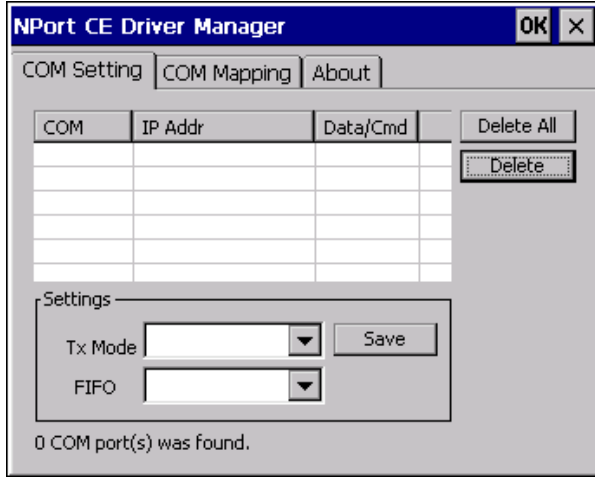 NPort CE Driver Manager OK ×
COM Setting COM Mapping About
COM IP Addr Data/Cmd Delete All
Delete
Settings
Tx Mode Save
FIFO
0 COM port(s) was found.